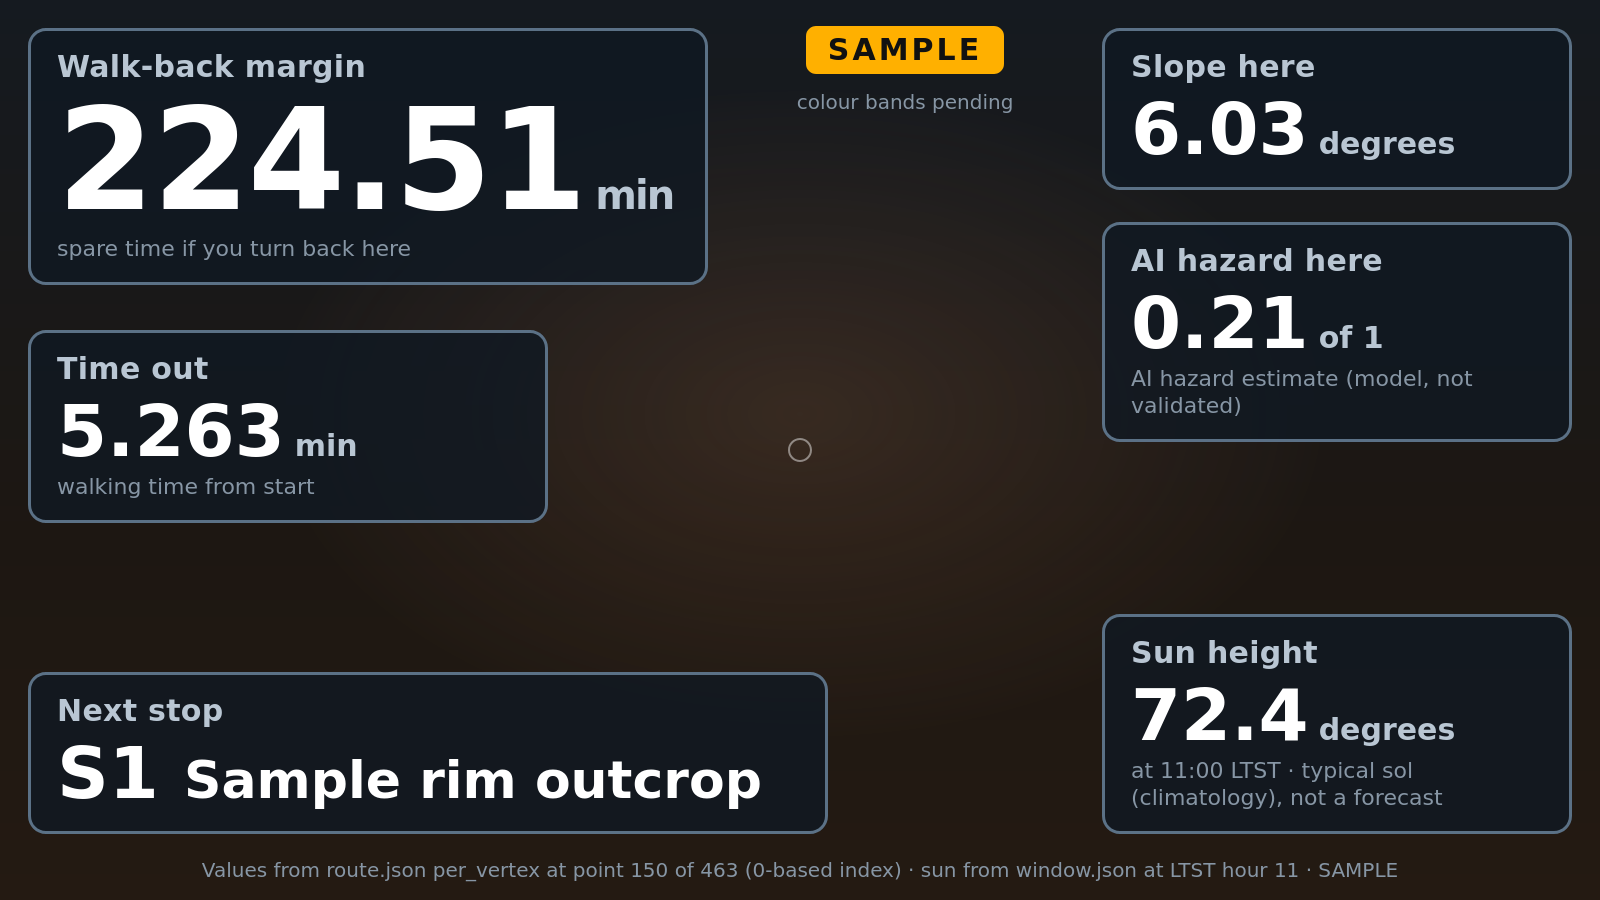 Walk-back margin
224.51 min
spare time if you turn back here
SAMPLE
colour bands pending
Slope here
6.03 degrees
AI hazard here
0.21 of 1
AI hazard estimate (model, not
validated)
Time out
5.263 min
walking time from start
Next stop
S1 Sample rim outcrop
Sun height
72.4 degrees
at 11:00 LTST · typical sol
(climatology), not a forecast
Values from route.json per_vertex at point 150 of 463 (0-based index) · sun from window.json at LTST hour 11 · SAMPLE